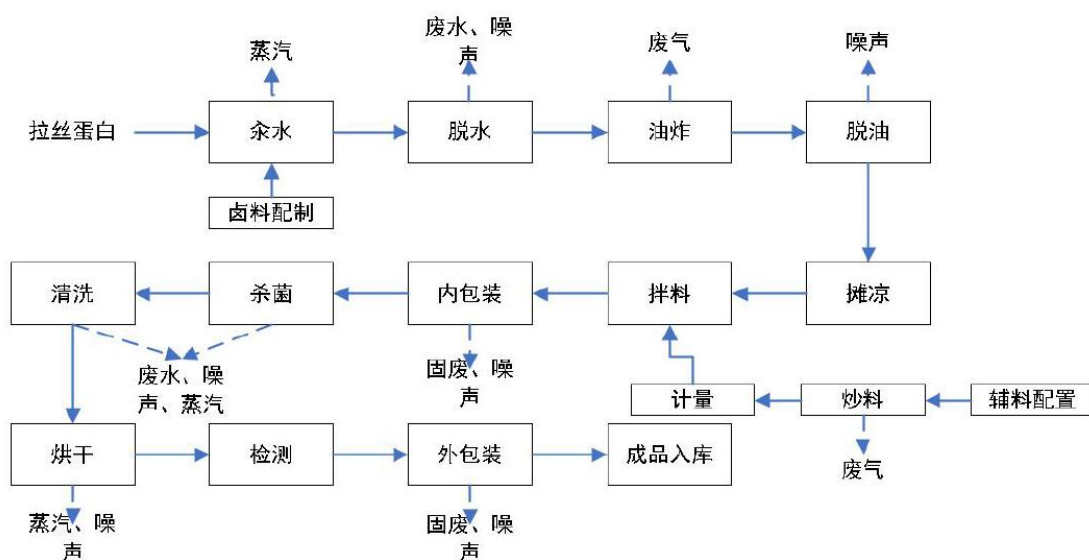 蒸汽
废水、噪
声
废气
噪声
拉丝蛋白
汆水
脱水
油炸
脱油
卤料配制
清洗
杀菌
内包装
拌料
摊凉
废水、噪
声、蒸汽
固废、噪
声
计量
炒料
辅料配置
烘干
检测
外包装
成品入库
废气
蒸汽、噪
声
固废、噪
声